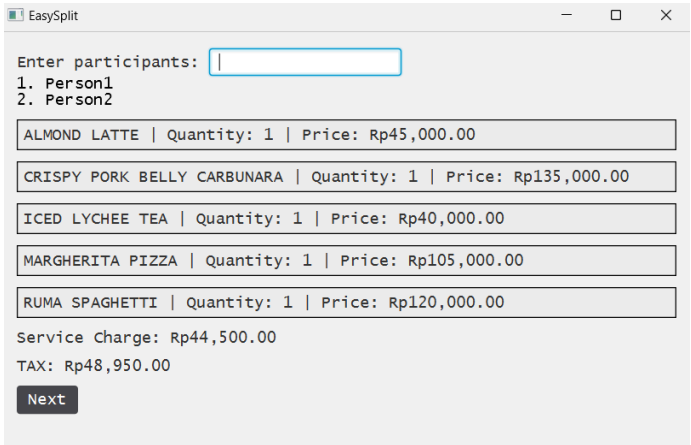 EasySplit
Enter participants:
1. Person1
2. Person2
ALMOND LATTE | Quantity: 1 | Price: Rp45,000.00
CRISPY PORK BELLY CARBUNARA | Quantity: 1 | Price: Rp135,000.00
ICED LYCHEE TEA | Quantity: 1 | Price: Rp40,000.00
MARGHERITA PIZZA | Quantity: 1 | Price: Rp105,000.00
RUMA SPAGHETTI | Quantity: 1 | Price: Rp120,000.00
Service Charge: Rp44,500.00
TAX: Rp48,950.00
Next